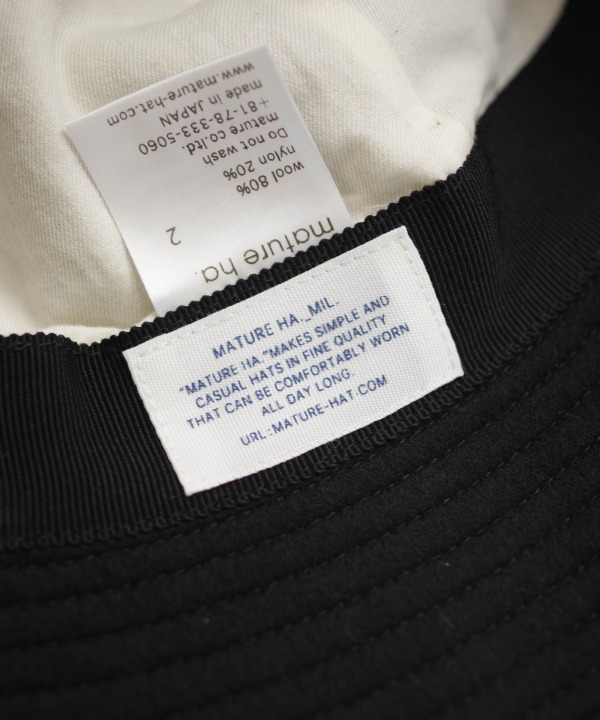 mature ha.
2
wool 80%
nylon 20%
Do not wash
mature co.ltd.
+81-78-333-5060
made in JAPAN
www.mature-hat.com
MATURE HA._MIL.
"MATURE HA."MAKES SIMPLE AND
CASUAL HATS IN FINE QUALITY
THAT CAN BE COMFORTABLY WORN
ALL DAY LONG.
URL:MATURE-HAT.COM